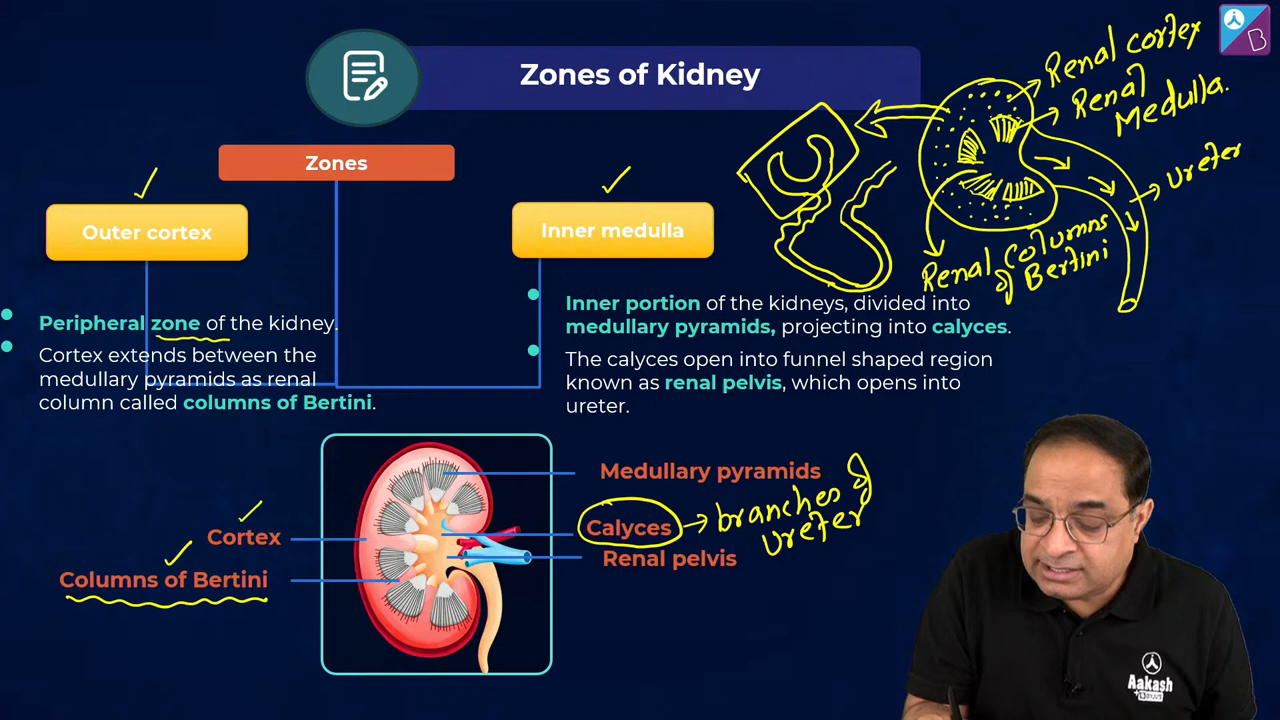 Zones of Kidney
Renal cortex
Renal
Medulla.
ureter
Renal columns
of Bertini
Zones
Outer cortex
Inner medulla
Peripheral zone of the kidney.
Cortex extends between the
medullary pyramids as renal
column called columns of Bertini.
Inner portion of the kidneys, divided into
medullary pyramids, projecting into calyces.
The calyces open into funnel shaped region
known as renal pelvis, which opens into
ureter.
Medullary pyramids
Calyces
branches of
ureter
Renal pelvis
Cortex
Columns of Bertini
B
Aakash
+BYJU'S